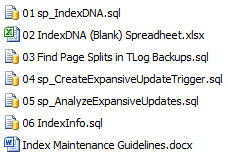 01 sp_IndexDNA.sql
02 IndexDNA (Blank) Spreadheet.xlsx
03 Find Page Splits in TLog Backups.sql
04 sp_CreateExpansiveUpdateTrigger.sql
05 sp_AnalyzeExpansiveUpdates.sql
06 IndexInfo.sql
Index Maintenance Guidelines.docx